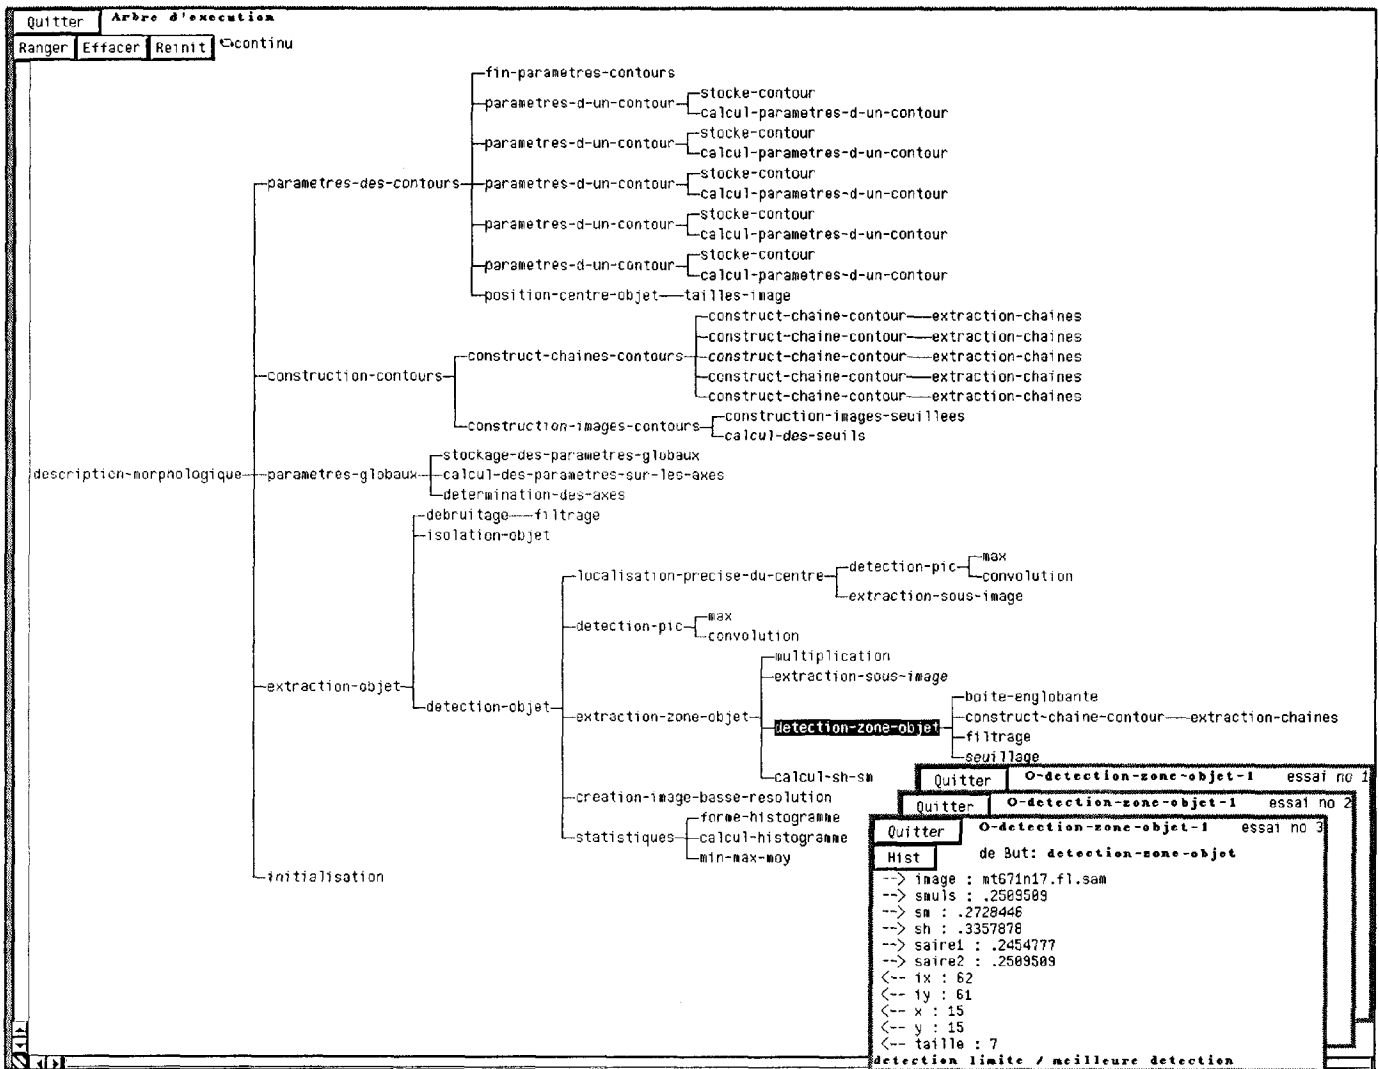 Quitter Arbre d'execution
Ranger Effacer Reinit continu
fin-parametres-contours
parametres-d-un-contour
stocke-contour
calcul-parametres-d-un-contour
parametres-d-un-contour
stocke-contour
calcul-parametres-d-un-contour
parametres-des-contours
parametres-d-un-contour
stocke-contour
calcul-parametres-d-un-contour
parametres-d-un-contour
stocke-contour
calcul-parametres-d-un-contour
parametres-d-un-contour
stocke-contour
calcul-parametres-d-un-contour
position-centre-objet tailles-image
construct-chaine-contour extraction-chaines
construct-chaine-contour extraction-chaines
construct-chaines-contours construct-chaine-contour extraction-chaines
construction-contours construct-chaine-contour extraction-chaines
construct-chaine-contour extraction-chaines
construction-images-seuillees
construction-images-contours
calcul-des-seuils
stockage-des-parametres-globaux
description-morphologique parametres-globaux calcul-des-parametres-sur-les-axes
determination-des-axes
debruitage filtrage
isolation-objet
max
detection-pic
localisation-precise-du-centre convolution
extraction-sous-image
max
detection-pic
convolution
multiplication
extraction-sous-image
extraction-objet
boite-englobante
detection-objet
extraction-zone-objet construct-chaine-contour extraction-chaines
detection-zone-objet
filtrage
seuillage
calcul-sh-sm
creation-image-basse-resolution
forme-histogramme
statistiques calcul-histogramme
min-max-moy
initialisation
Quitter O-detection-zone-objet-1 essai no 1
Quitter O-detection-zone-objet-1 essai no 2
Quitter O-detection-zone-objet-1 essai no 3
Hist de But: detection-zone-objet
--> image : mt671n17.fl.sam
--> smuls : .2509509
--> sm : .2728446
--> sh : .3357878
--> saire1 : .2454777
--> saire2 : .2509509
<-- ix : 62
<-- iy : 61
<-- x : 15
<-- y : 15
<-- taille : 7
detection limite / meilleure detection